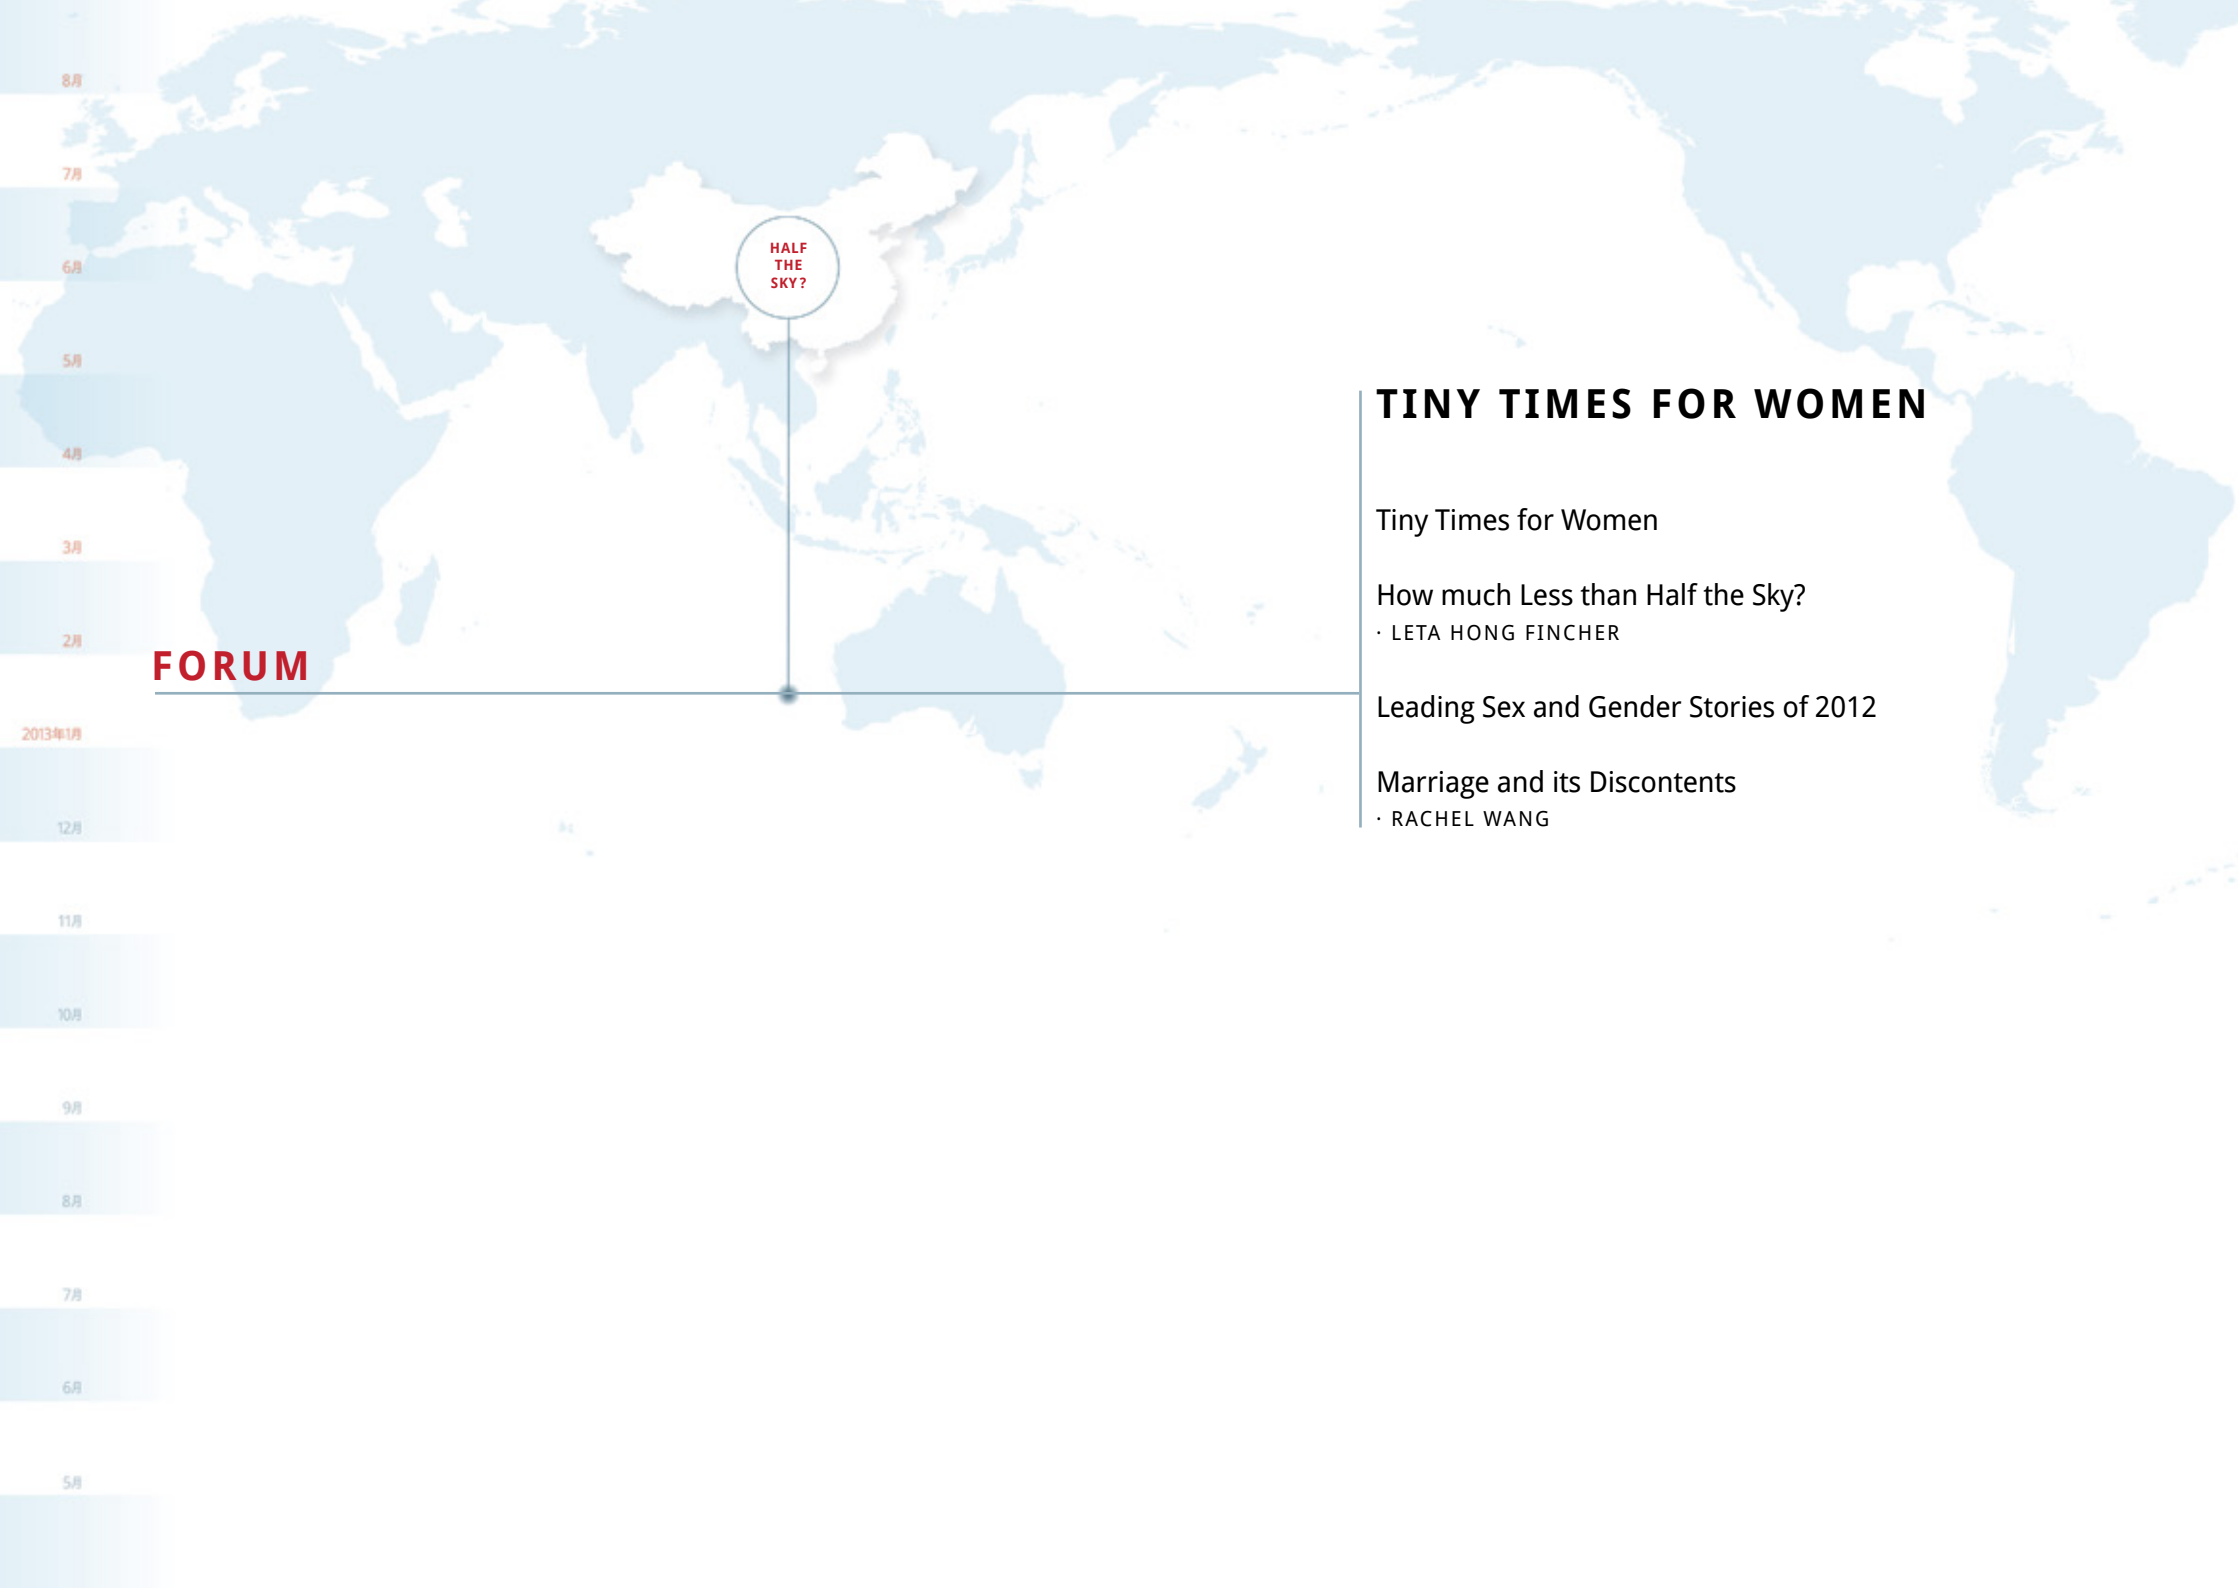 8月
7月
6月
5月
4月
3月
2月
2013年1月
12月
11月
10月
9月
8月
7月
6月
5月
HALF
THE
SKY?
FORUM
TINY TIMES FOR WOMEN
Tiny Times for Women
How much Less than Half the Sky?
· LETA HONG FINCHER
Leading Sex and Gender Stories of 2012
Marriage and its Discontents
· RACHEL WANG